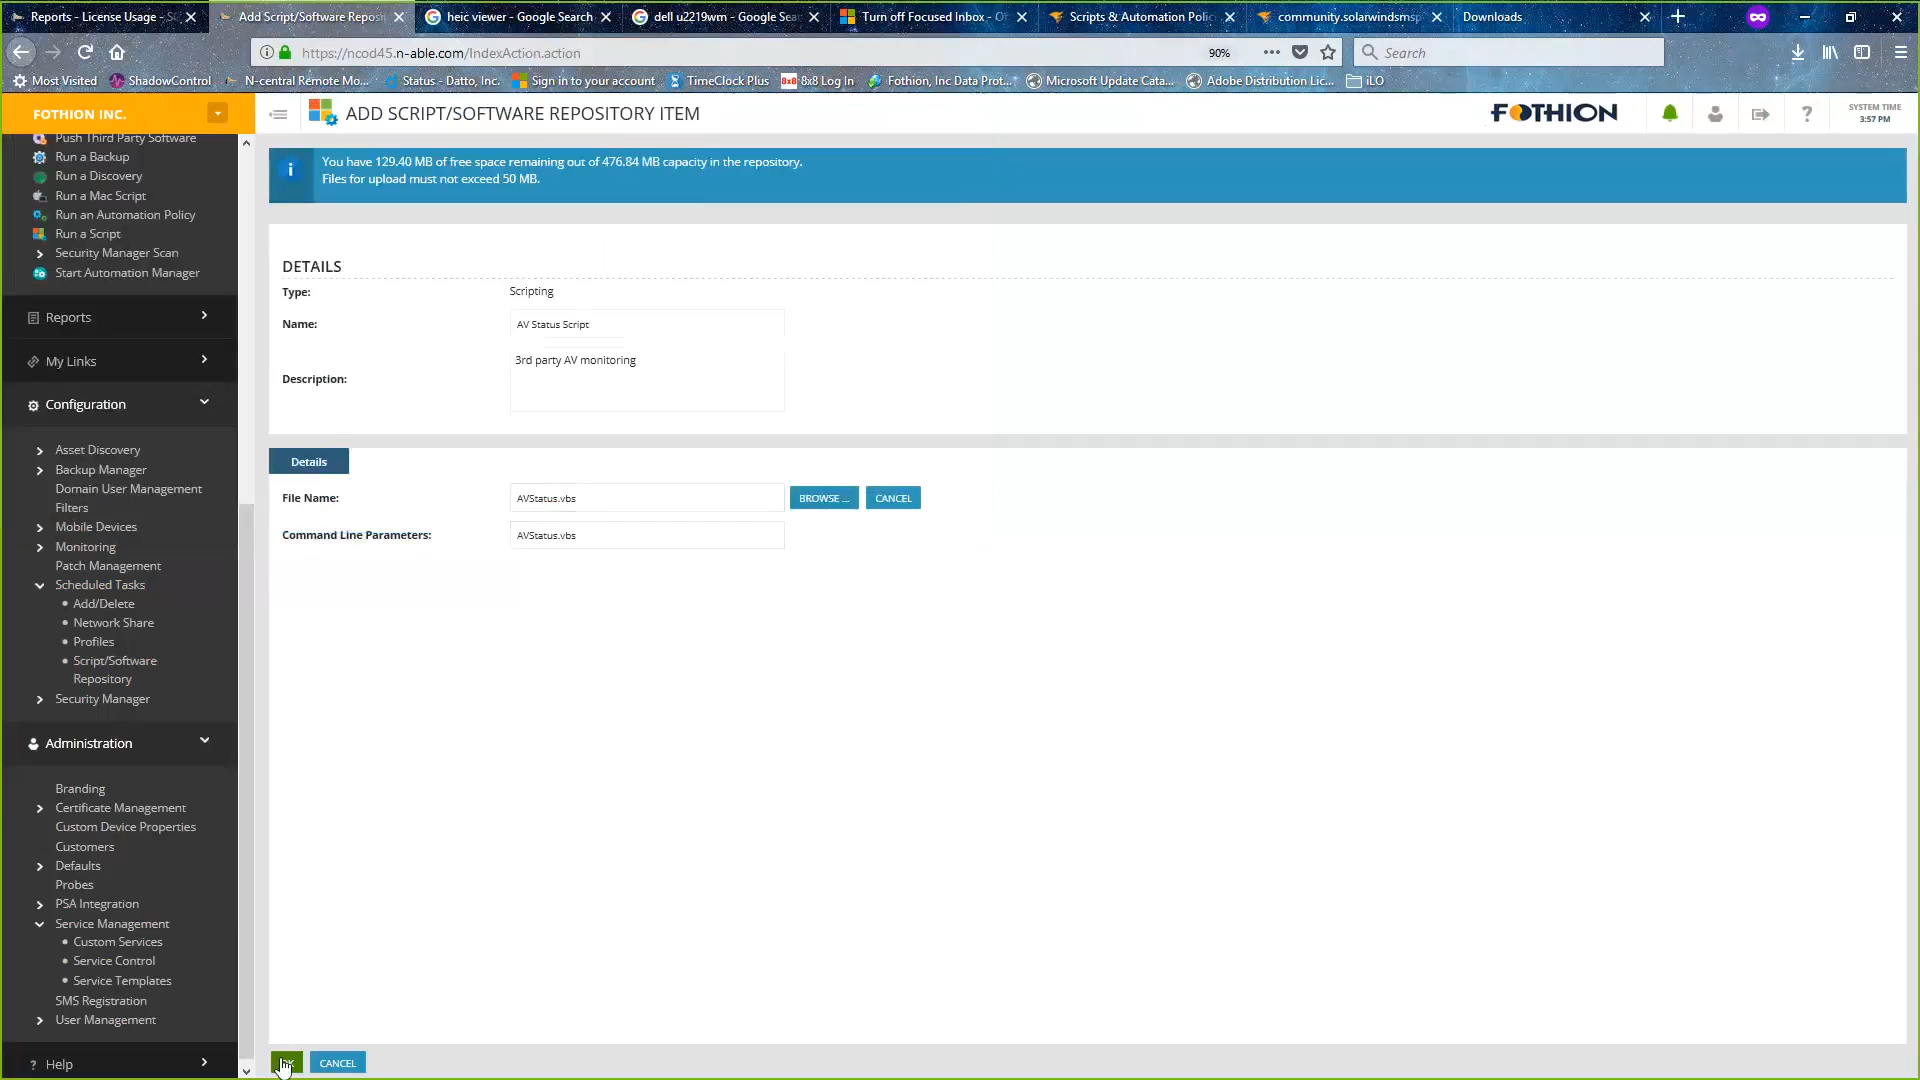 Reports - License Usage - S
Add Script/Software Reposi
heic viewer - Google Search
dell u2219wm - Google Sea
Turn off Focused Inbox - O
Scripts & Automation Polic
community.solarwindsmsp
Downloads
https://ncod45.n-able.com/IndexAction.action
90%
Search
Most Visited
ShadowControl
N-central Remote Mo...
Status - Datto, Inc.
Sign in to your account
TimeClock Plus
8x8 8x8 Log In
Fothion, Inc Data Prot...
Microsoft Update Cata...
Adobe Distribution Lic...
iLO
FOTHION INC.
ADD SCRIPT/SOFTWARE REPOSITORY ITEM
FOTHION
?
SYSTEM TIME
3:57 PM
Push Third Party Software
Run a Backup
Run a Discovery
Run a Mac Script
Run an Automation Policy
Run a Script
Security Manager Scan
Start Automation Manager
Reports
My Links
Configuration
Asset Discovery
Backup Manager
Domain User Management
Filters
Mobile Devices
Monitoring
Patch Management
Scheduled Tasks
Add/Delete
Network Share
Profiles
Script/Software
Repository
Security Manager
Administration
Branding
Certificate Management
Custom Device Properties
Customers
Defaults
Probes
PSA Integration
Service Management
Custom Services
Service Control
Service Templates
SMS Registration
User Management
? Help
i
You have 129.40 MB of free space remaining out of 476.84 MB capacity in the repository.
Files for upload must not exceed 50 MB.
DETAILS
Type: Scripting
Name: AV Status Script
Description: 3rd party AV monitoring
Details
File Name: AVStatus.vbs BROWSE ... CANCEL
Command Line Parameters: AVStatus.vbs
CANCEL